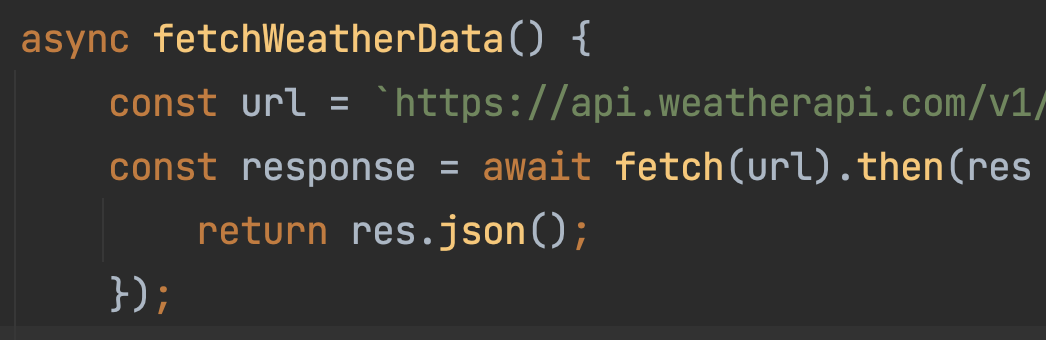 async fetchWeatherData() {
const url = `https://api.weatherapi.com/v1/
const response = await fetch(url).then(res
return res.json();
});